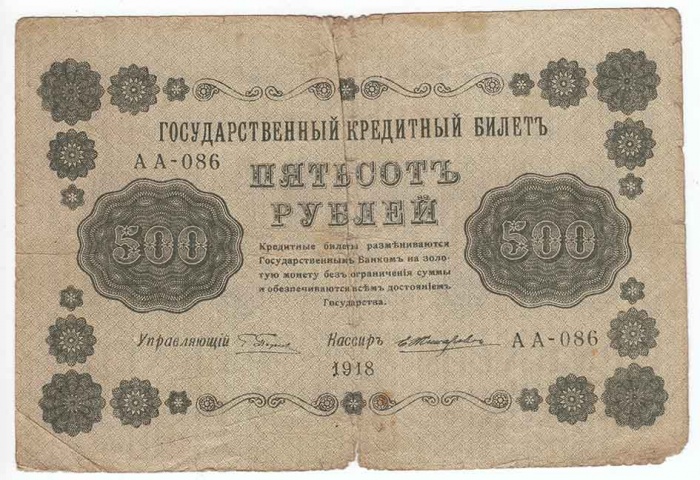 ГОСУДАРСТВЕННЫЙ КРЕДИТНЫЙ БИЛЕТЪ
АА-086
ПЯТЬСОТЪ
РУБЛЕЙ
500
500
Кредитные билеты размѣниваются
Государственнымъ Банкомъ на золо-
тую монету безъ ограниченія суммы
и обезпечиваются всѣмъ достояніемъ
Государства.
Управляющій
Кассиръ
АА-086
1918